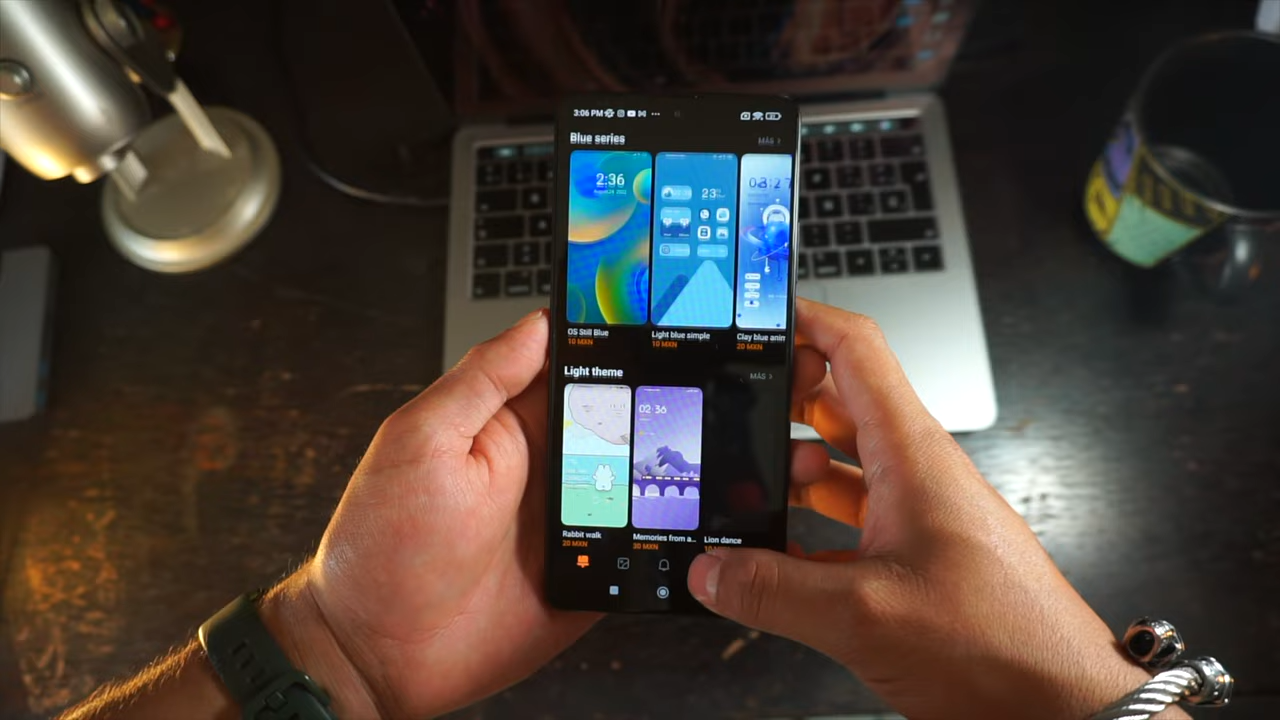 3:06 PM
Blue series
MÁS >
2:36
23
02:36
OS Still Blue
10 MXN
Light blue simple
10 MXN
Clay blue anim
20 MXN
Light theme
MÁS >
Rabbit walk
20 MXN
Memories from a...
30 MXN
Lion dance